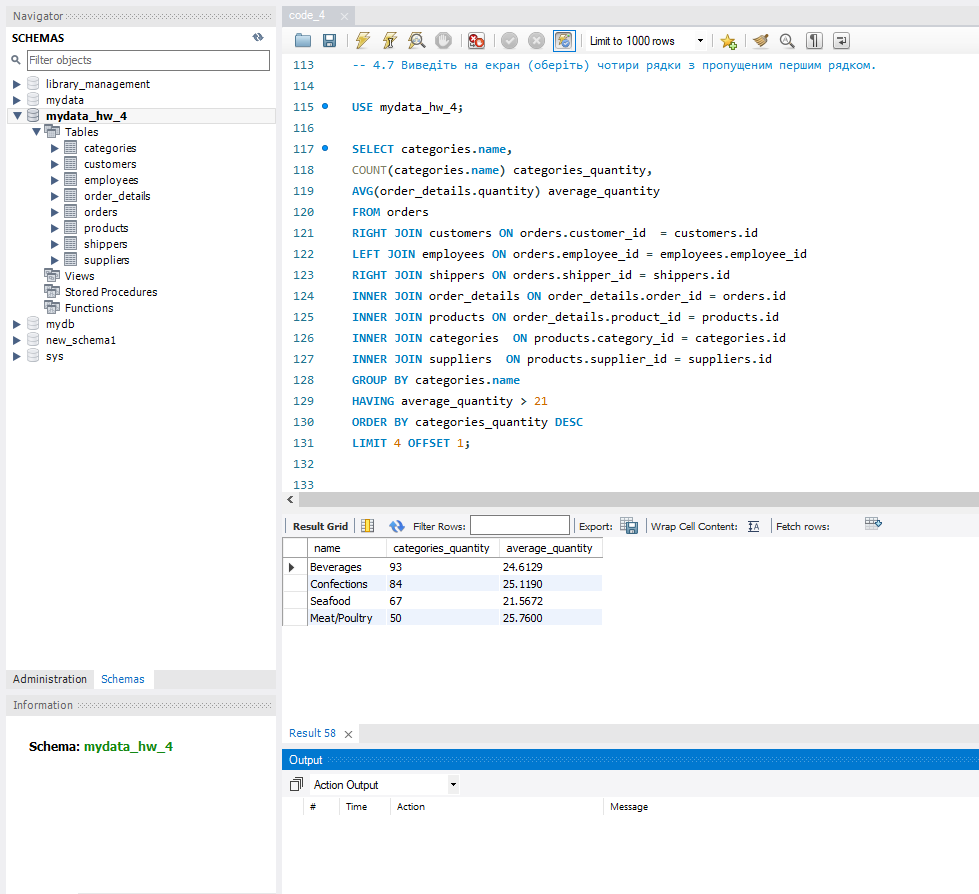 Navigator
SCHEMAS
Filter objects
library_management
mydata
mydata_hw_4
Tables
categories
customers
employees
order_details
orders
products
shippers
suppliers
Views
Stored Procedures
Functions
mydb
new_schema1
sys
Administration Schemas
Information
Schema: mydata_hw_4
code_4
Limit to 1000 rows
113 -- 4.7 Виведіть на екран (оберіть) чотири рядки з пропущеним першим рядком.
114
115 USE mydata_hw_4;
116
117 SELECT categories.name,
118 COUNT(categories.name) categories_quantity,
119 AVG(order_details.quantity) average_quantity
120 FROM orders
121 RIGHT JOIN customers ON orders.customer_id  = customers.id
122 LEFT JOIN employees ON orders.employee_id = employees.employee_id
123 RIGHT JOIN shippers ON orders.shipper_id = shippers.id
124 INNER JOIN order_details ON order_details.order_id = orders.id
125 INNER JOIN products ON order_details.product_id = products.id
126 INNER JOIN categories  ON products.category_id = categories.id
127 INNER JOIN suppliers  ON products.supplier_id = suppliers.id
128 GROUP BY categories.name
129 HAVING average_quantity > 21
130 ORDER BY categories_quantity DESC
131 LIMIT 4 OFFSET 1;
132
133
Result Grid Filter Rows: Export: Wrap Cell Content: Fetch rows:
name categories_quantity average_quantity
Beverages 93 24.6129
Confections 84 25.1190
Seafood 67 21.5672
Meat/Poultry 50 25.7600
Result 58
Output
Action Output
# Time Action Message